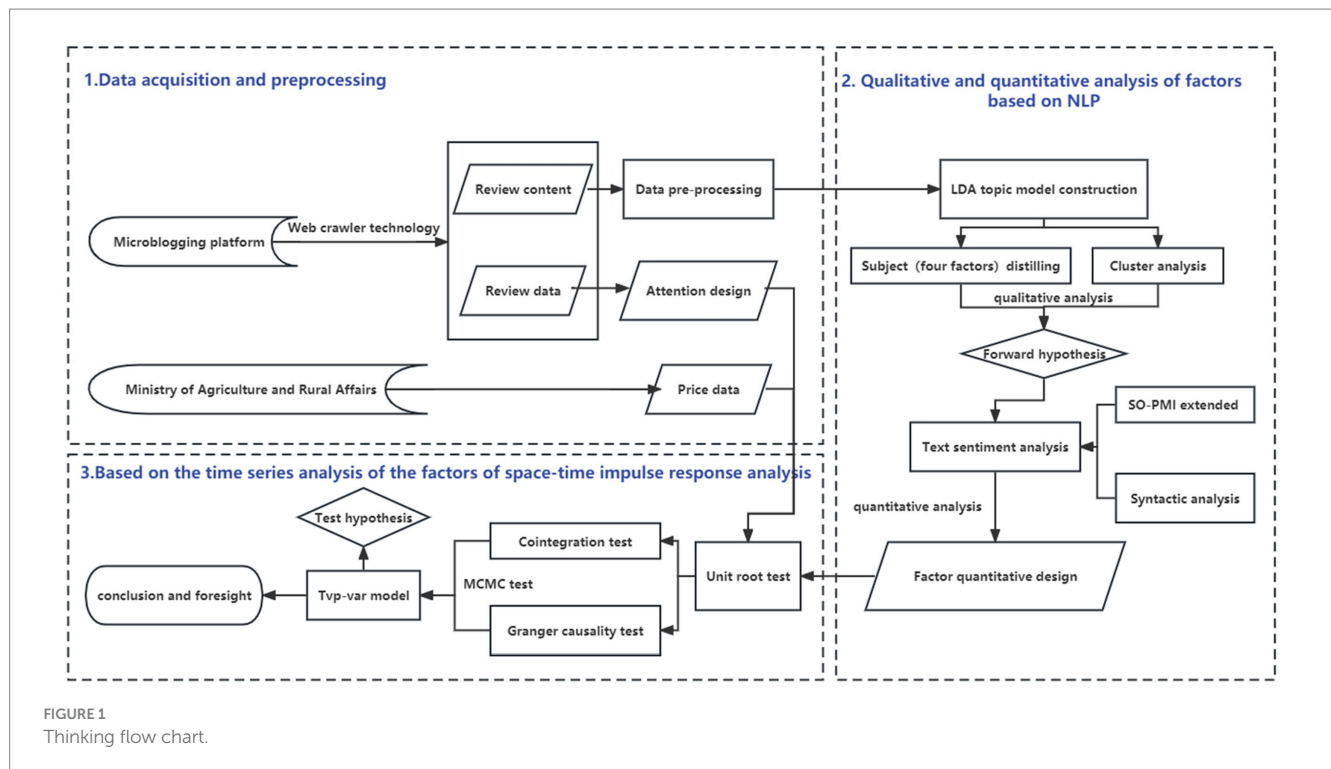 1.Data acquisition and preprocessing
Review content
Data pre-processing
Microblogging platform
Web crawler technology
Review data
Attention design
Ministry of Agriculture and Rural Affairs
Price data
2. Qualitative and quantitative analysis of factors
based on NLP
LDA topic model construction
Subject（four factors）distilling
Cluster analysis
qualitative analysis
Forward hypothesis
SO-PMI extended
Text sentiment analysis
Syntactic analysis
quantitative analysis
Factor quantitative design
3.Based on the time series analysis of the factors of space-time impulse response analysis
Test hypothesis
Cointegration test
Unit root test
MCMC test
Tvp-var model
conclusion and foresight
Granger causality test
FIGURE 1
Thinking flow chart.